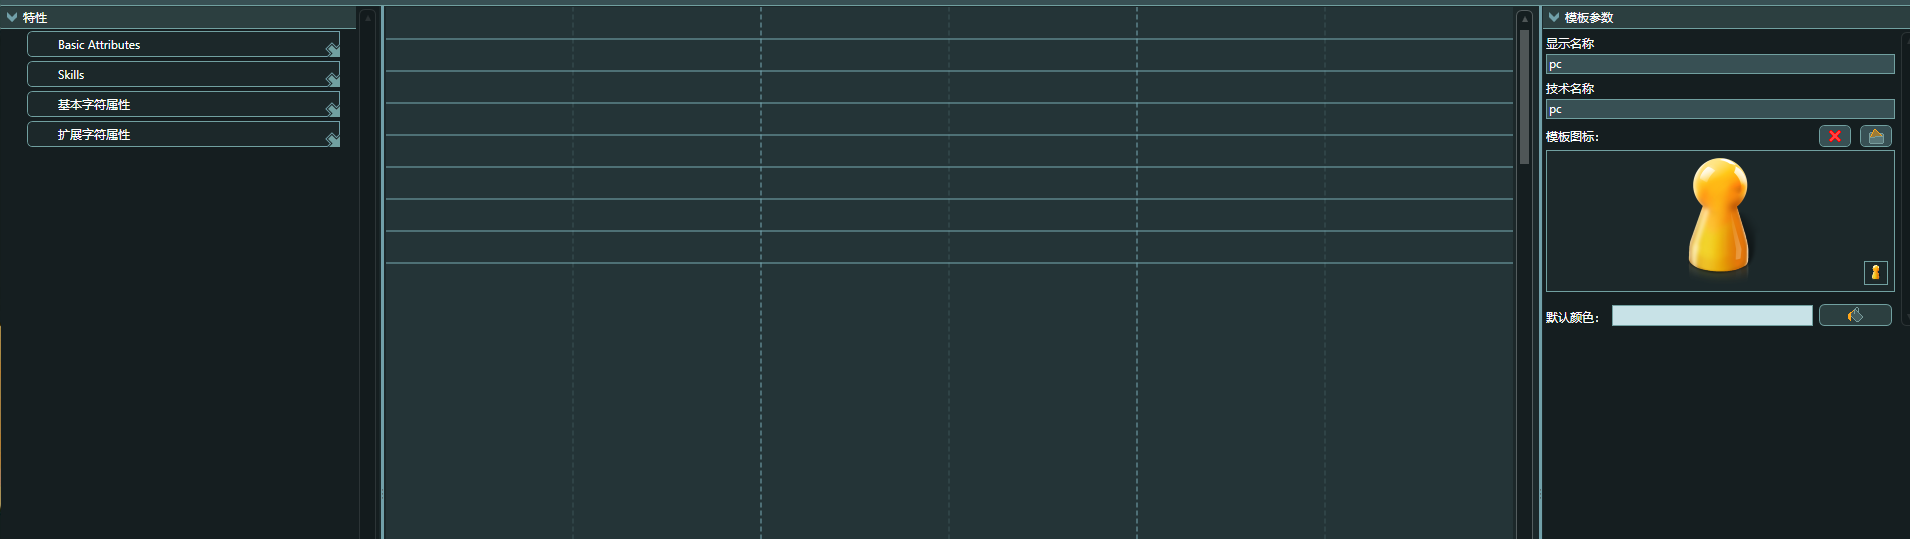 特性
Basic Attributes
Skills
基本字符属性
扩展字符属性
模板参数
显示名称
pc
技术名称
pc
模板图标：
默认颜色：